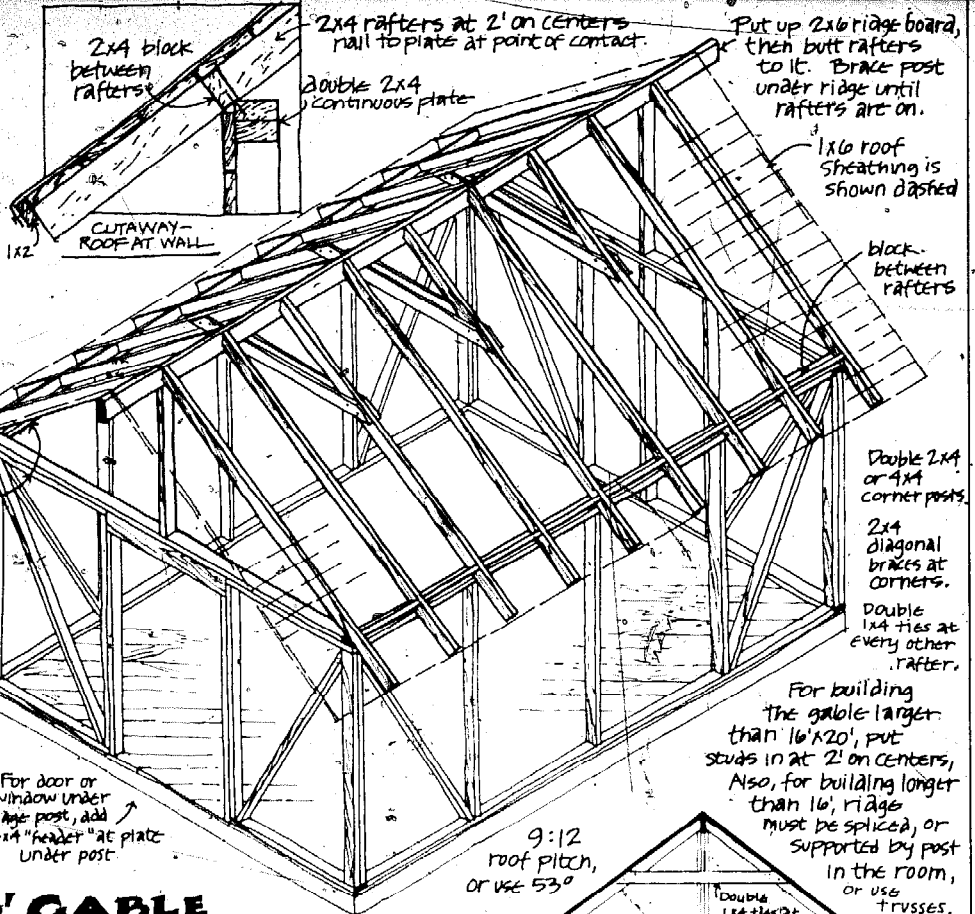 2x4 rafters at 2' on centers
nail to plate at point of contact.
2x4 block
between
rafters
double 2x4
continuous plate
CUTAWAY-
ROOF AT WALL
1x2
Put up 2x6 ridge board,
then butt rafters
to it. Brace post
under ridge until
rafters are on.
1x6 roof
sheathing is
shown dashed
block
between
rafters
Double 2x4
or 4x4
corner posts
2x4
diagonal
braces at
corners.
Double
1x4 ties at
every other
rafter.
For building
the gable larger
than 16'x20', put
studs in at 2' on centers,
Also, for building longer
than 16', ridge
must be spliced, or
supported by post
in the room,
or use
trusses.
For door or
window under
post, add
"header" at plate
under post
9:12
roof pitch,
or use 53°
Double
1x4 ties at
GABLE